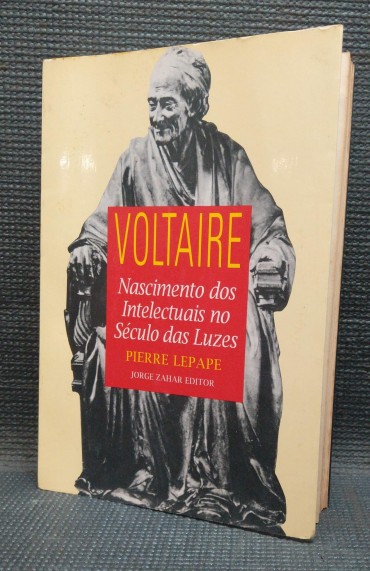 VOLTAIRE
Nascimento dos
Intelectuais no
Século das Luzes
PIERRE LEPAPE
JORGE ZAHAR EDITOR